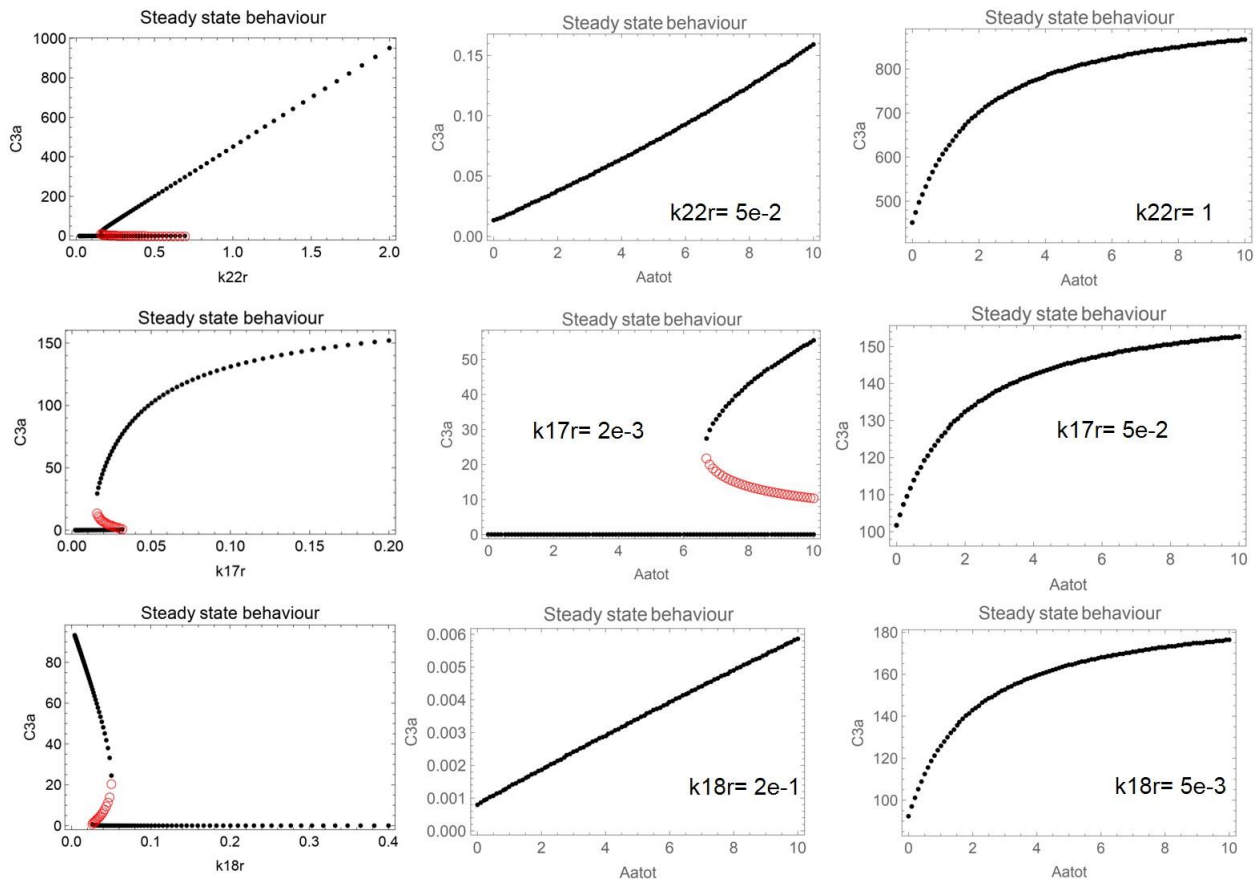 Steady state behaviour
C3a
1000
800
600
400
200
0
0.0
0.5
1.0
1.5
2.0
k22r
Steady state behaviour
C3a
0.15
0.10
0.05
0.00
k22r= 5e-2
0
2
4
6
8
10
Aatot
Steady state behaviour
C3a
800
700
600
500
k22r= 1
0
2
4
6
8
10
Aatot
Steady state behaviour
C3a
150
100
50
0
0.00
0.05
0.10
0.15
0.20
k17r
Steady state behaviour
C3a
50
40
30
20
10
0
k17r= 2e-3
0
2
4
6
8
10
Aatot
Steady state behaviour
C3a
150
140
130
120
110
100
k17r= 5e-2
0
2
4
6
8
10
Aatot
Steady state behaviour
C3a
80
60
40
20
0
0.0
0.1
0.2
0.3
0.4
k18r
Steady state behaviour
C3a
0.006
0.005
0.004
0.003
0.002
0.001
0.000
k18r= 2e-1
0
2
4
6
8
10
Aatot
Steady state behaviour
C3a
180
160
140
120
100
k18r= 5e-3
0
2
4
6
8
10
Aatot